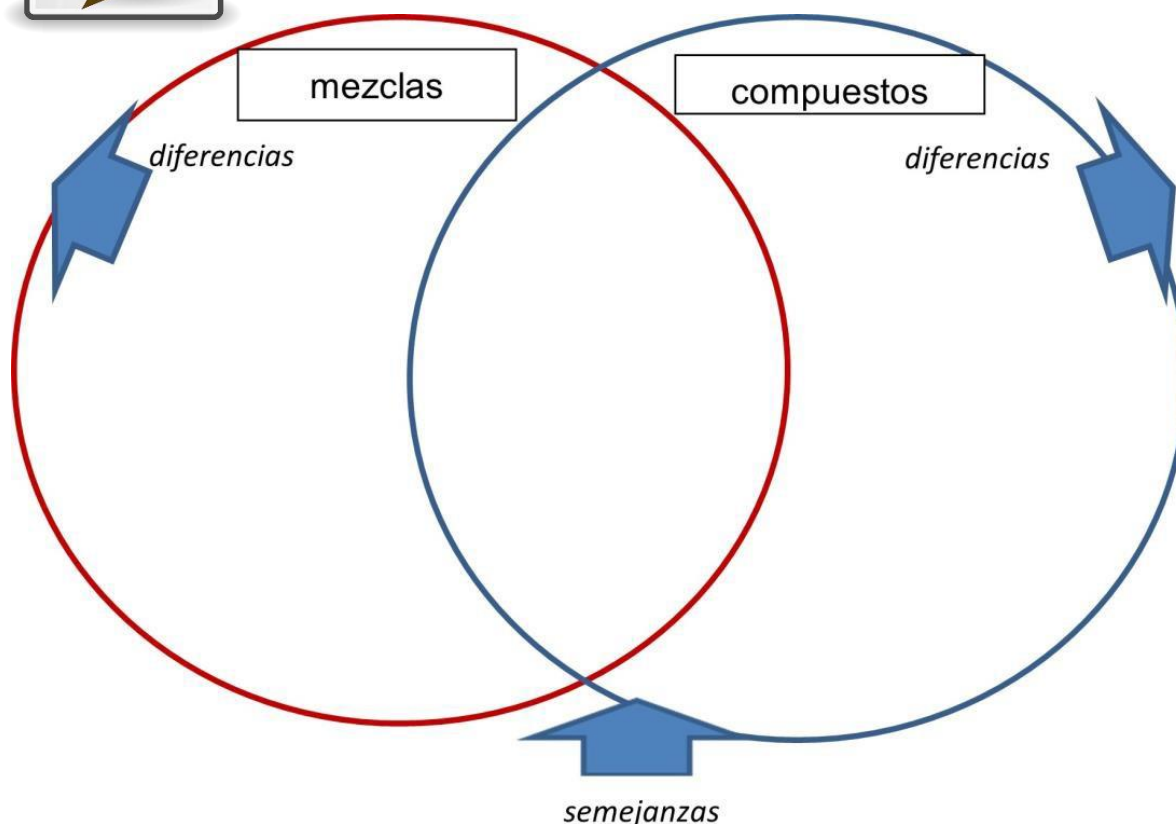 mezclas
compuestos
diferencias
diferencias
semejanzas